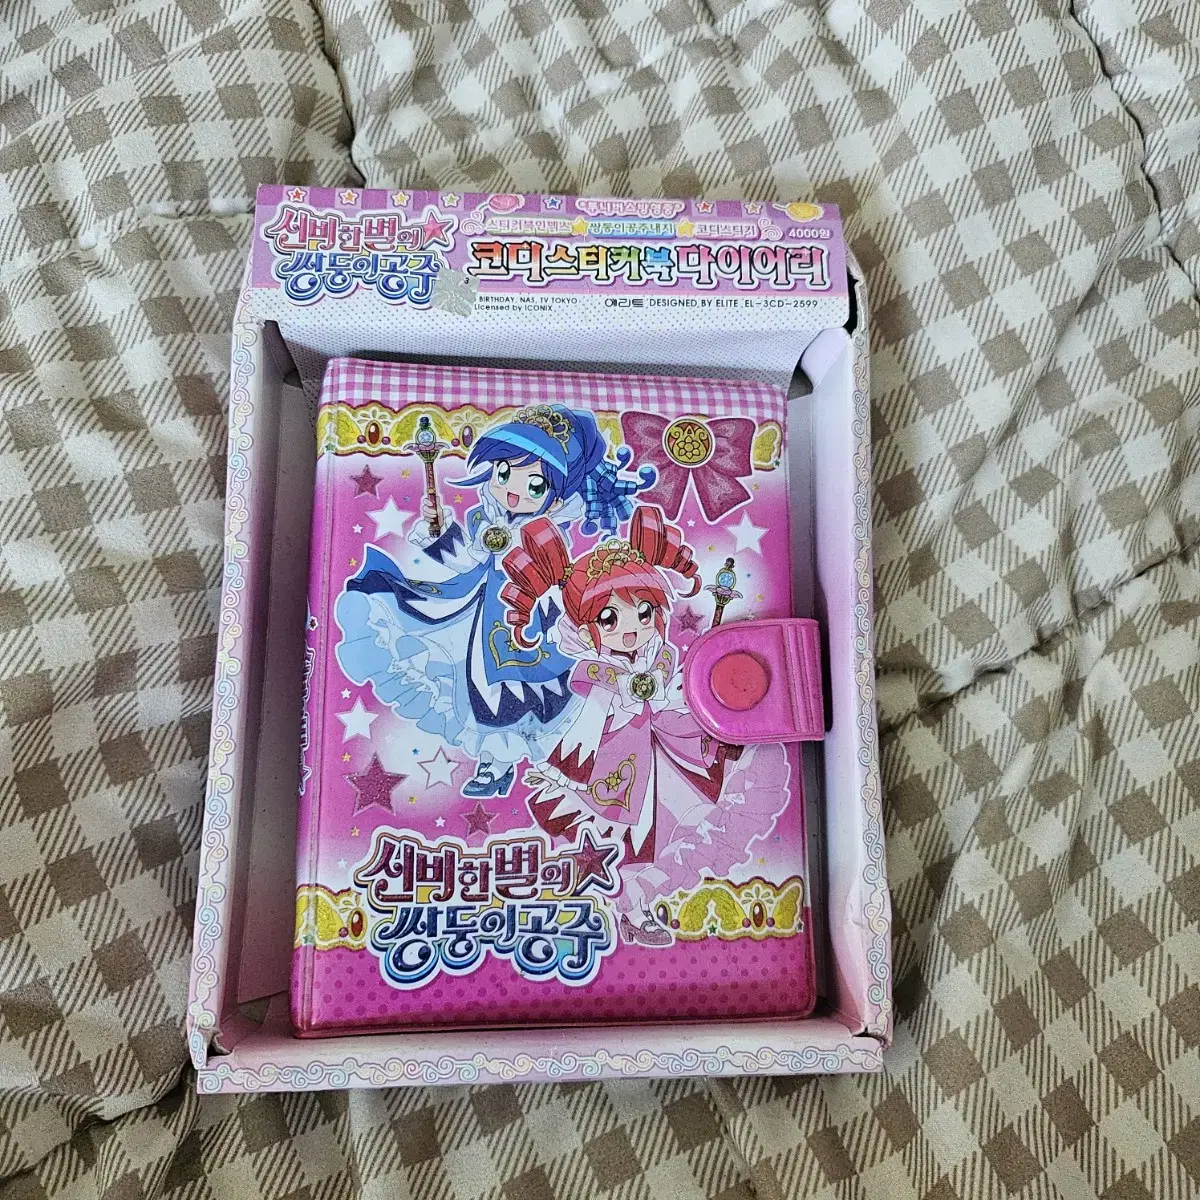 투니버스방영중
스티커북인덱스 쌍둥이공주내지 코디스티커
4000원
신비한별의
쌍둥이공주
코디스티커북다이어리
BIRTHDAY, NAS, TV TOKYO
Licensed by ICONIX
애리트 DESIGNED BY ELITE EL-3CD-2599
신비한별의
쌍둥이공주